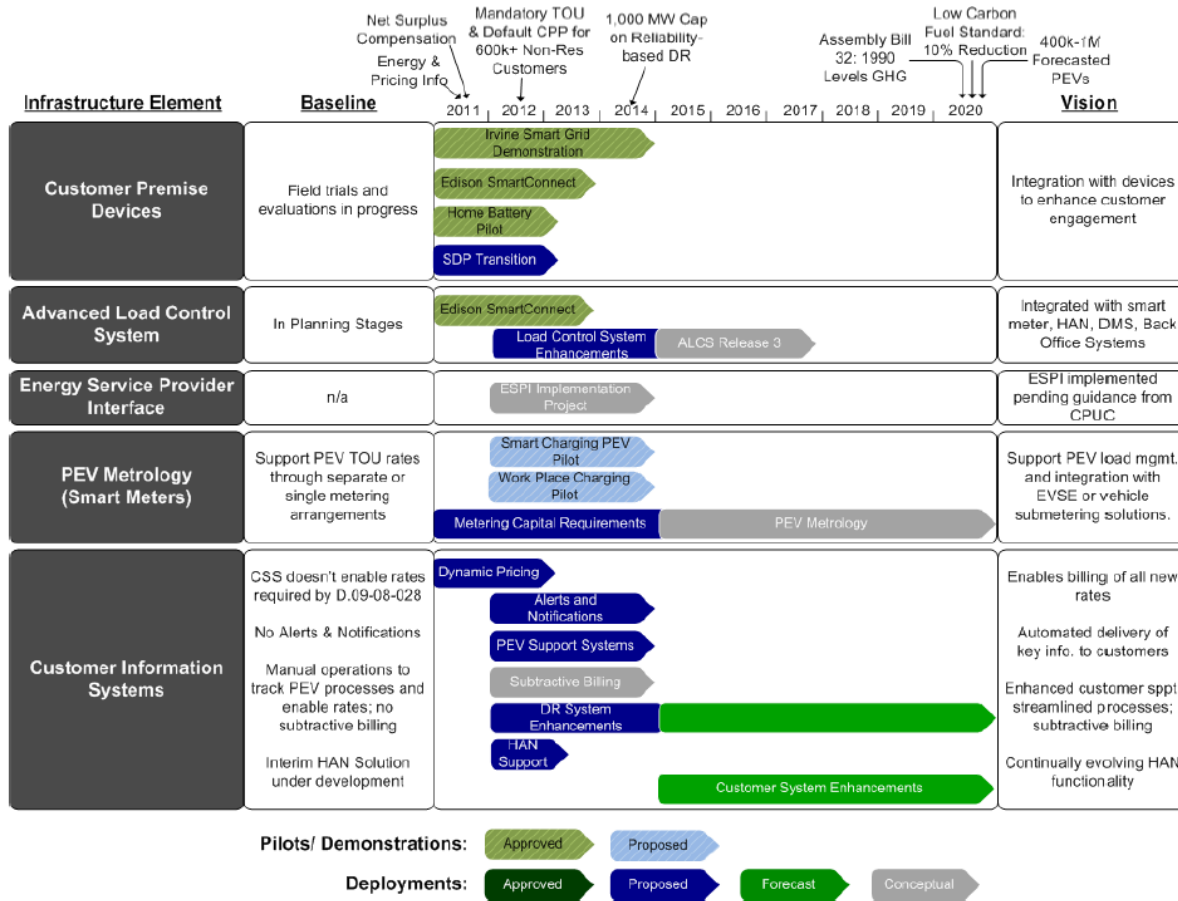 Net Surplus
Compensation
Energy &
Pricing Info
Mandatory TOU
& Default CPP for
600k+ Non-Res
Customers
1,000 MW Cap
on Reliability-
based DR
Assembly Bill
32: 1990
Levels GHG
Low Carbon
Fuel Standard:
10% Reduction
400k-1M
Forecasted
PEVs
Infrastructure Element
Baseline
2011 2012 2013 2014 2015 2016 2017 2018 2019 2020
Vision
Customer Premise
Devices
Field trials and
evaluations in progress
Irvine Smart Grid
Demonstration
Edison SmartConnect
Home Battery
Pilot
SDP Transition
Integration with devices
to enhance customer
engagement
Advanced Load Control
System
In Planning Stages
Edison SmartConnect
Load Control System
Enhancements
ALCS Release 3
Integrated with smart
meter, HAN, DMS, Back
Office Systems
Energy Service Provider
Interface
n/a
ESPI Implementation
Project
ESPI implemented
pending guidance from
CPUC
PEV Metrology
(Smart Meters)
Support PEV TOU rates
through separate or
single metering
arrangements
Smart Charging PEV
Pilot
Work Place Charging
Pilot
Metering Capital Requirements
PEV Metrology
Support PEV load mgmt.
and integration with
EVSE or vehicle
submetering solutions.
Customer Information
Systems
CSS doesn't enable rates
required by D.09-08-028
No Alerts & Notifications
Manual operations to
track PEV processes and
enable rates; no
subtractive billing
Interim HAN Solution
under development
Dynamic Pricing
Alerts and
Notifications
PEV Support Systems
Subtractive Billing
DR System
Enhancements
HAN
Support
Customer System Enhancements
Enables billing of all new
rates
Automated delivery of
key info. to customers
Enhanced customer sppt,
streamlined processes;
subtractive billing
Continually evolving HAN
functionality
Pilots/ Demonstrations:
Approved
Proposed
Deployments:
Approved
Proposed
Forecast
Conceptual